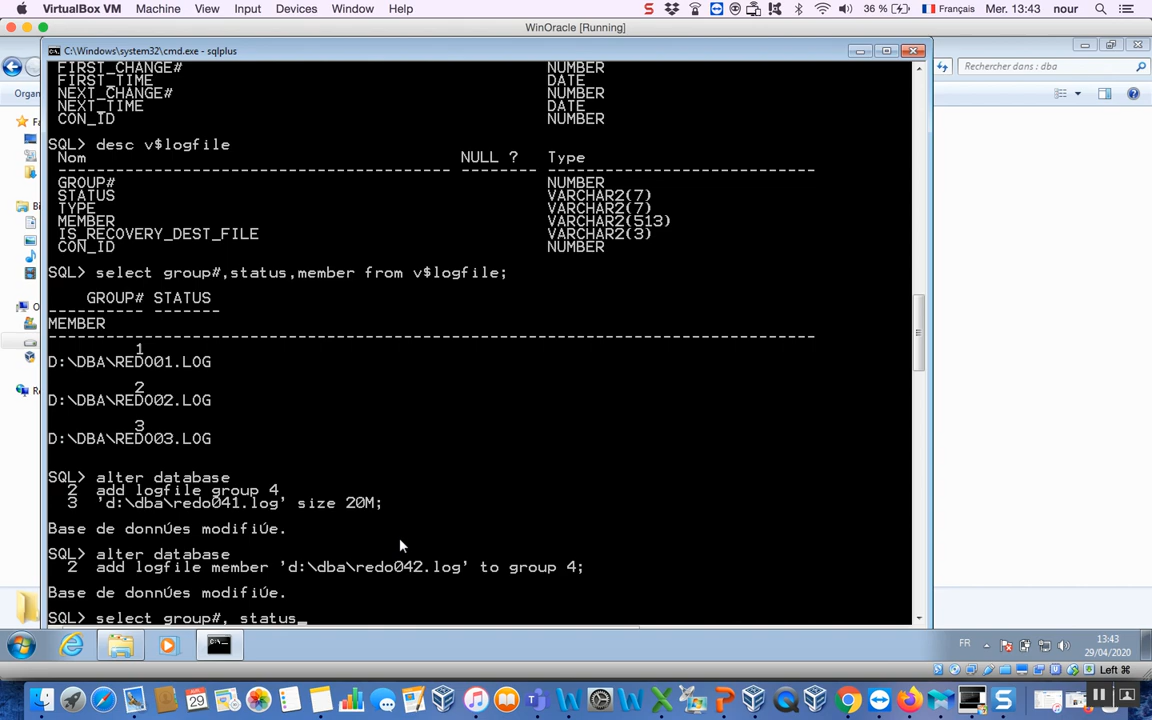 VirtualBox VM Machine Input Devices Window Help 36 % Français Mer. 13:43 nour
WinOracle [Running]
C:\Windows\system32\cmd.exe - sqlplus
Rechercher dans : dba
Organ
FIRST_CHANGE# NUMBER
FIRST_TIME DATE
NEXT_CHANGE# NUMBER
NEXT_TIME DATE
CON_ID NUMBER
SQL> desc v$logfile
Nom NULL ? Type
GROUP# NUMBER
STATUS VARCHAR2(7)
TYPE VARCHAR2(7)
MEMBER VARCHAR2(513)
IS_RECOVERY_DEST_FILE VARCHAR2(3)
CON_ID NUMBER
SQL> select group#,status,member from v$logfile;
GROUP# STATUS
MEMBER
1
D:\DBA\REDO01.LOG
2
D:\DBA\REDO02.LOG
3
D:\DBA\REDO03.LOG
SQL> alter database
2 add logfile group 4
3 'd:\dba\redo041.log' size 20M;
Base de donnÚes modifiÚe.
SQL> alter database
2 add logfile member 'd:\dba\redo042.log' to group 4;
Base de donnÚes modifiÚe.
SQL> select group#, status_
FR 13:43
29/04/2020
Left ⌘